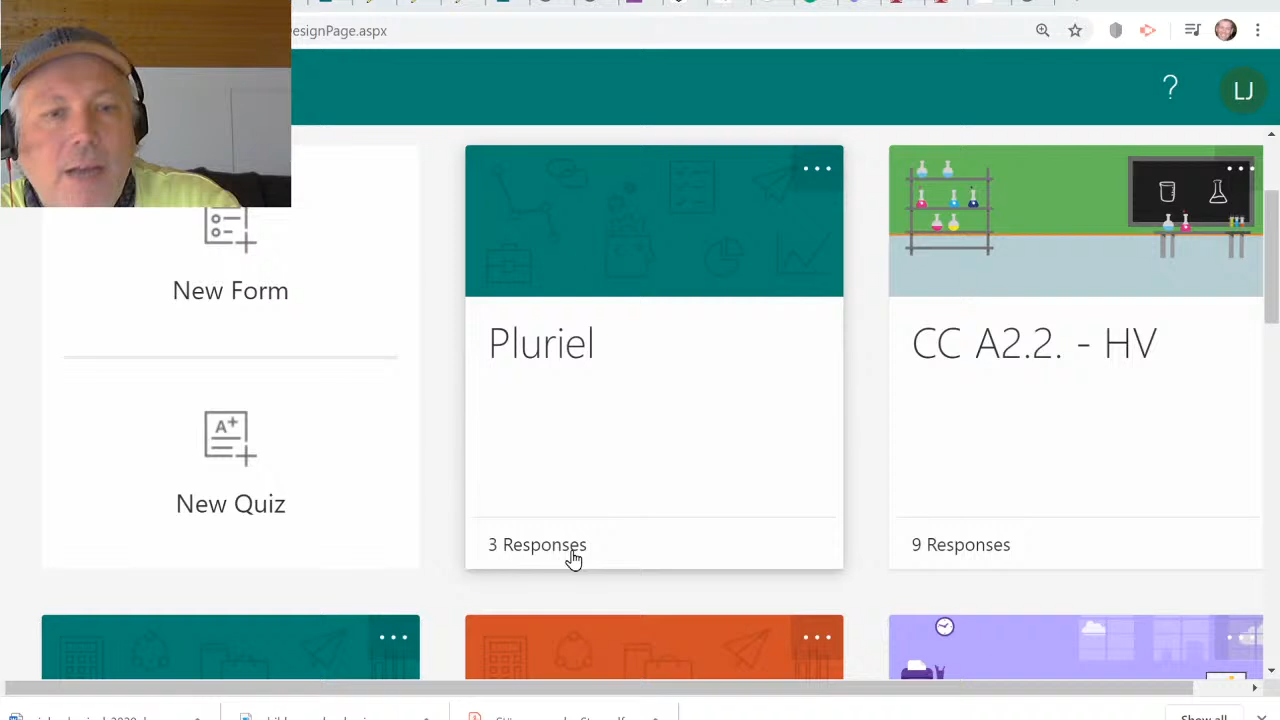 esignPage.aspx
?
LJ
New Form
Pluriel
CC A2.2. - HV
A+
New Quiz
3 Responses
9 Responses
Show all